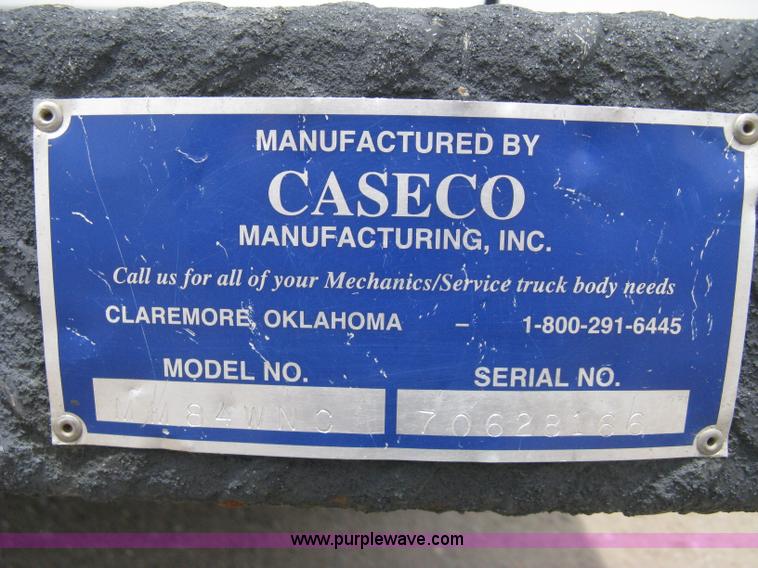 MANUFACTURED BY
CASECO
MANUFACTURING, INC.
Call us for all of your Mechanics/Service truck body needs
CLAREMORE, OKLAHOMA – 1-800-291-6445
MODEL NO. SERIAL NO.
MM84WNC 70628166
www.purplewave.com